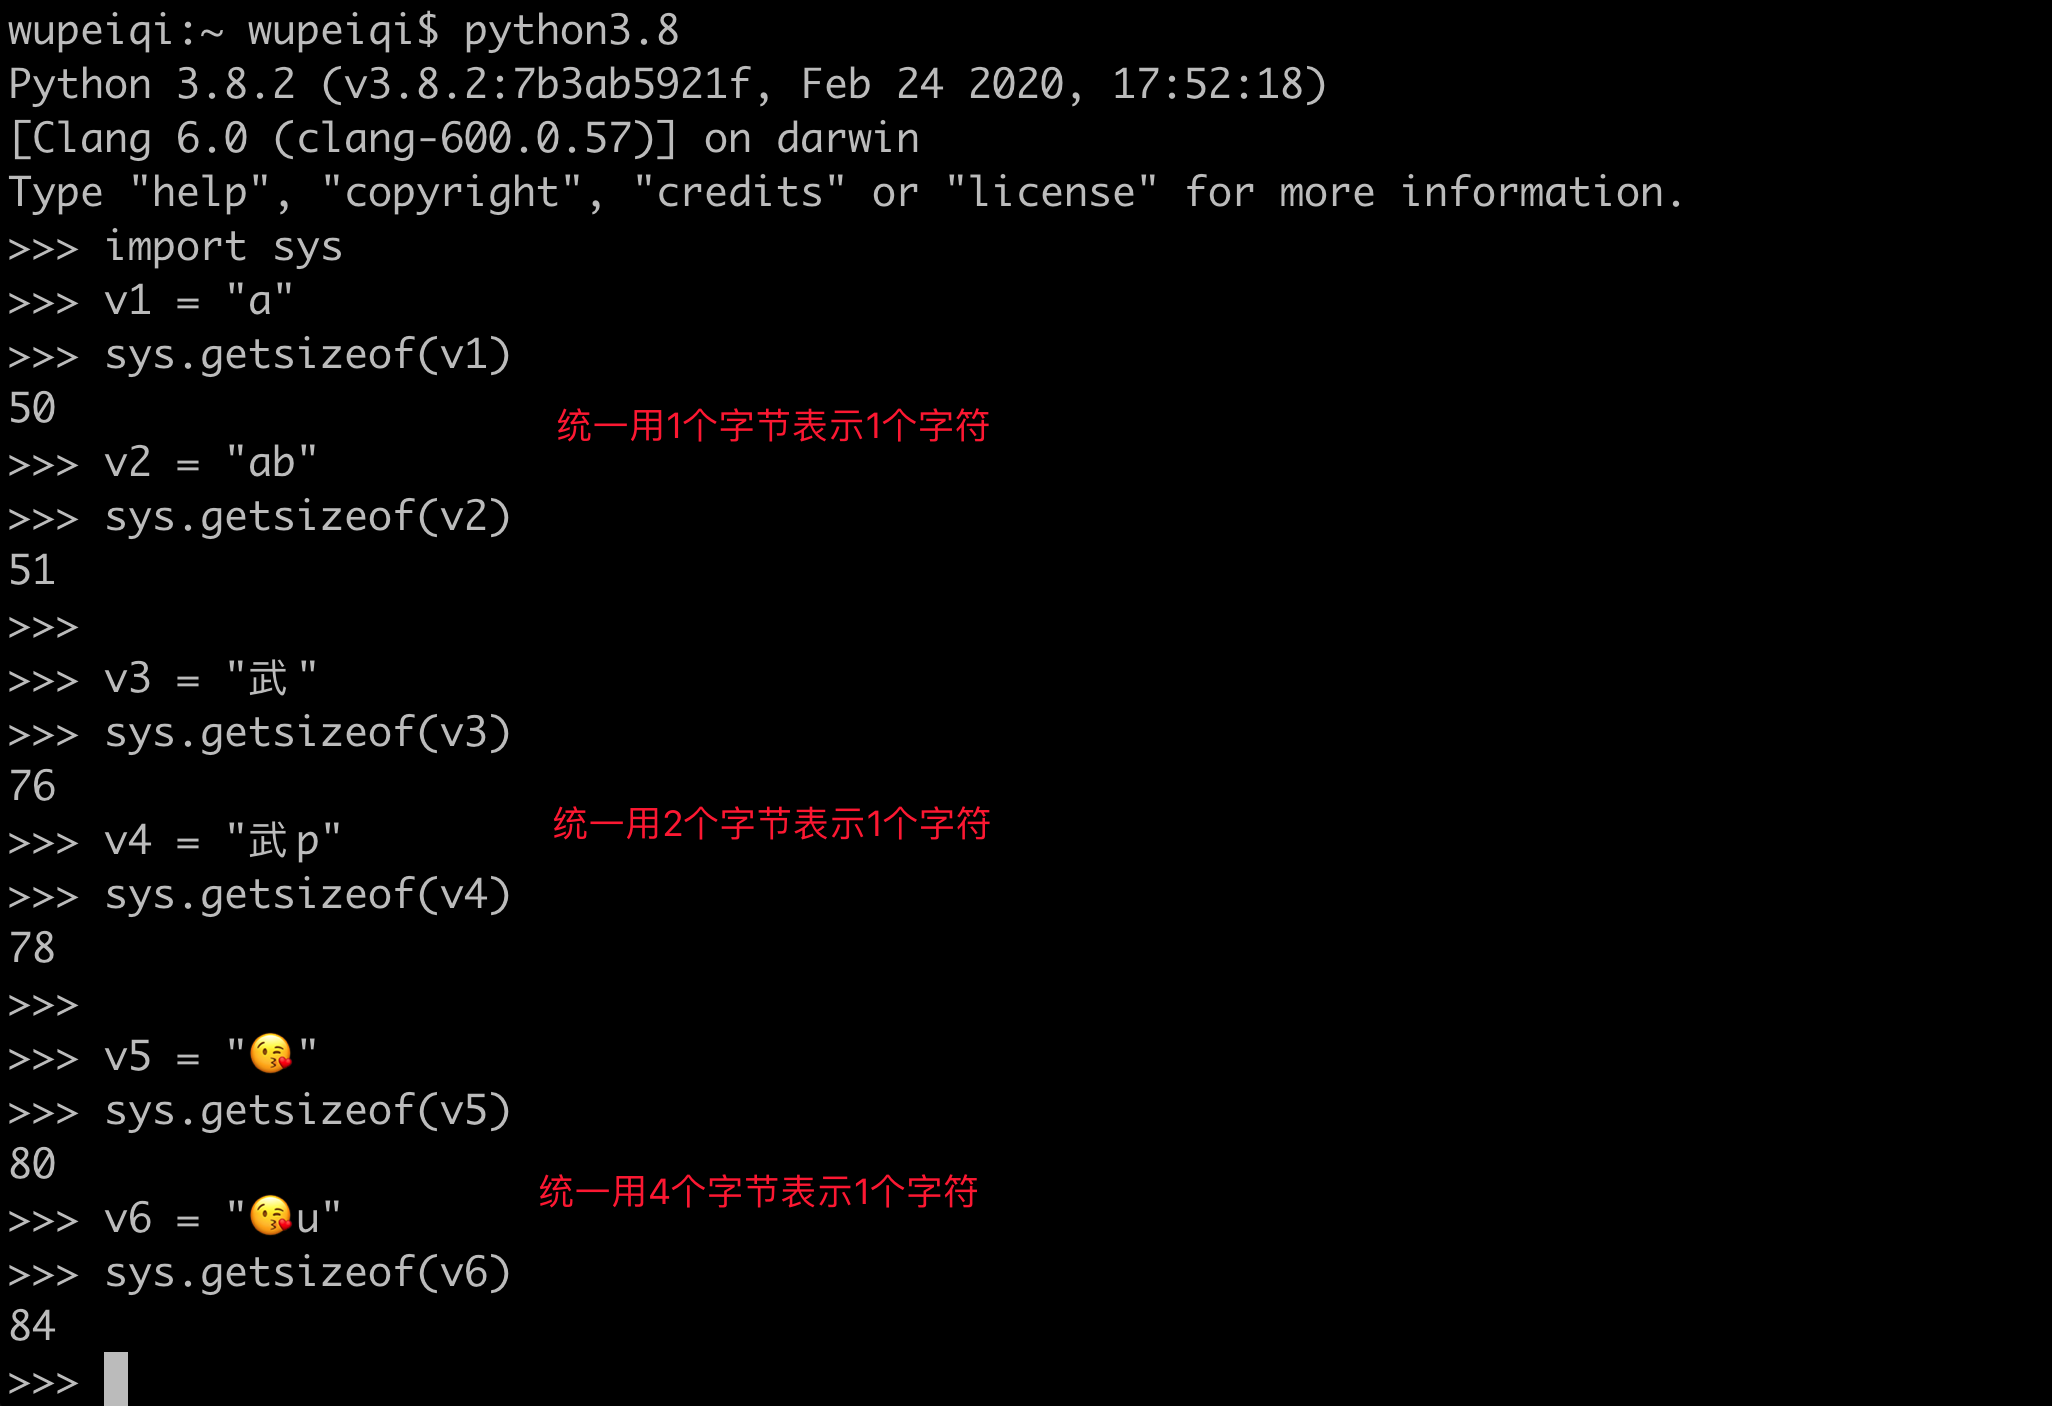 wupeiqi:~ wupeiqi$ python3.8
Python 3.8.2 (v3.8.2:7b3ab5921f, Feb 24 2020, 17:52:18)
[Clang 6.0 (clang-600.0.57)] on darwin
Type "help", "copyright", "credits" or "license" for more information.
>>> import sys
>>> v1 = "a"
>>> sys.getsizeof(v1)
50
统一用1个字节表示1个字符
>>> v2 = "ab"
>>> sys.getsizeof(v2)
51
>>>
>>> v3 = "武"
>>> sys.getsizeof(v3)
76
统一用2个字节表示1个字符
>>> v4 = "武p"
>>> sys.getsizeof(v4)
78
>>>
>>> v5 = "😘"
>>> sys.getsizeof(v5)
80
统一用4个字节表示1个字符
>>> v6 = "😘u"
>>> sys.getsizeof(v6)
84
>>>